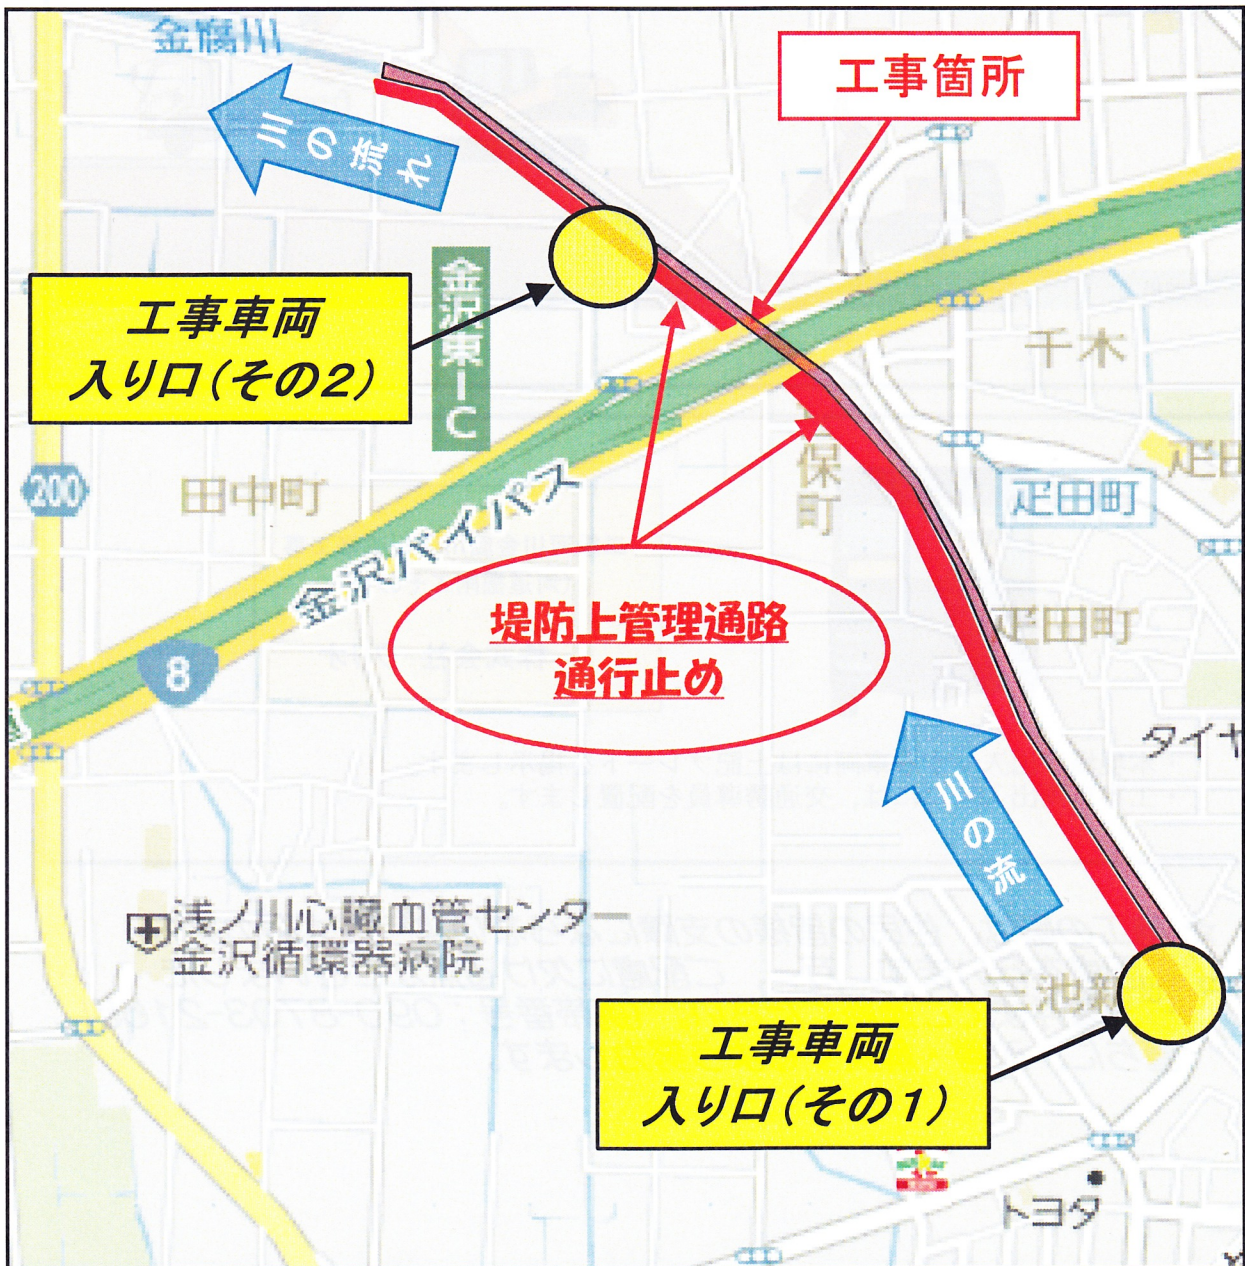 金腐川
工事箇所
川の流れ
金沢東IC
工事車両
入り口(その2)
千木
疋田
200
田中町
保町
疋田町
金沢バイパス
堤防上管理通路
通行止め
疋田町
8
タイヤ
川の流
浅ノ川心臓血管センター
金沢循環器病院
三池新
工事車両
入り口(その1)
トヨタ